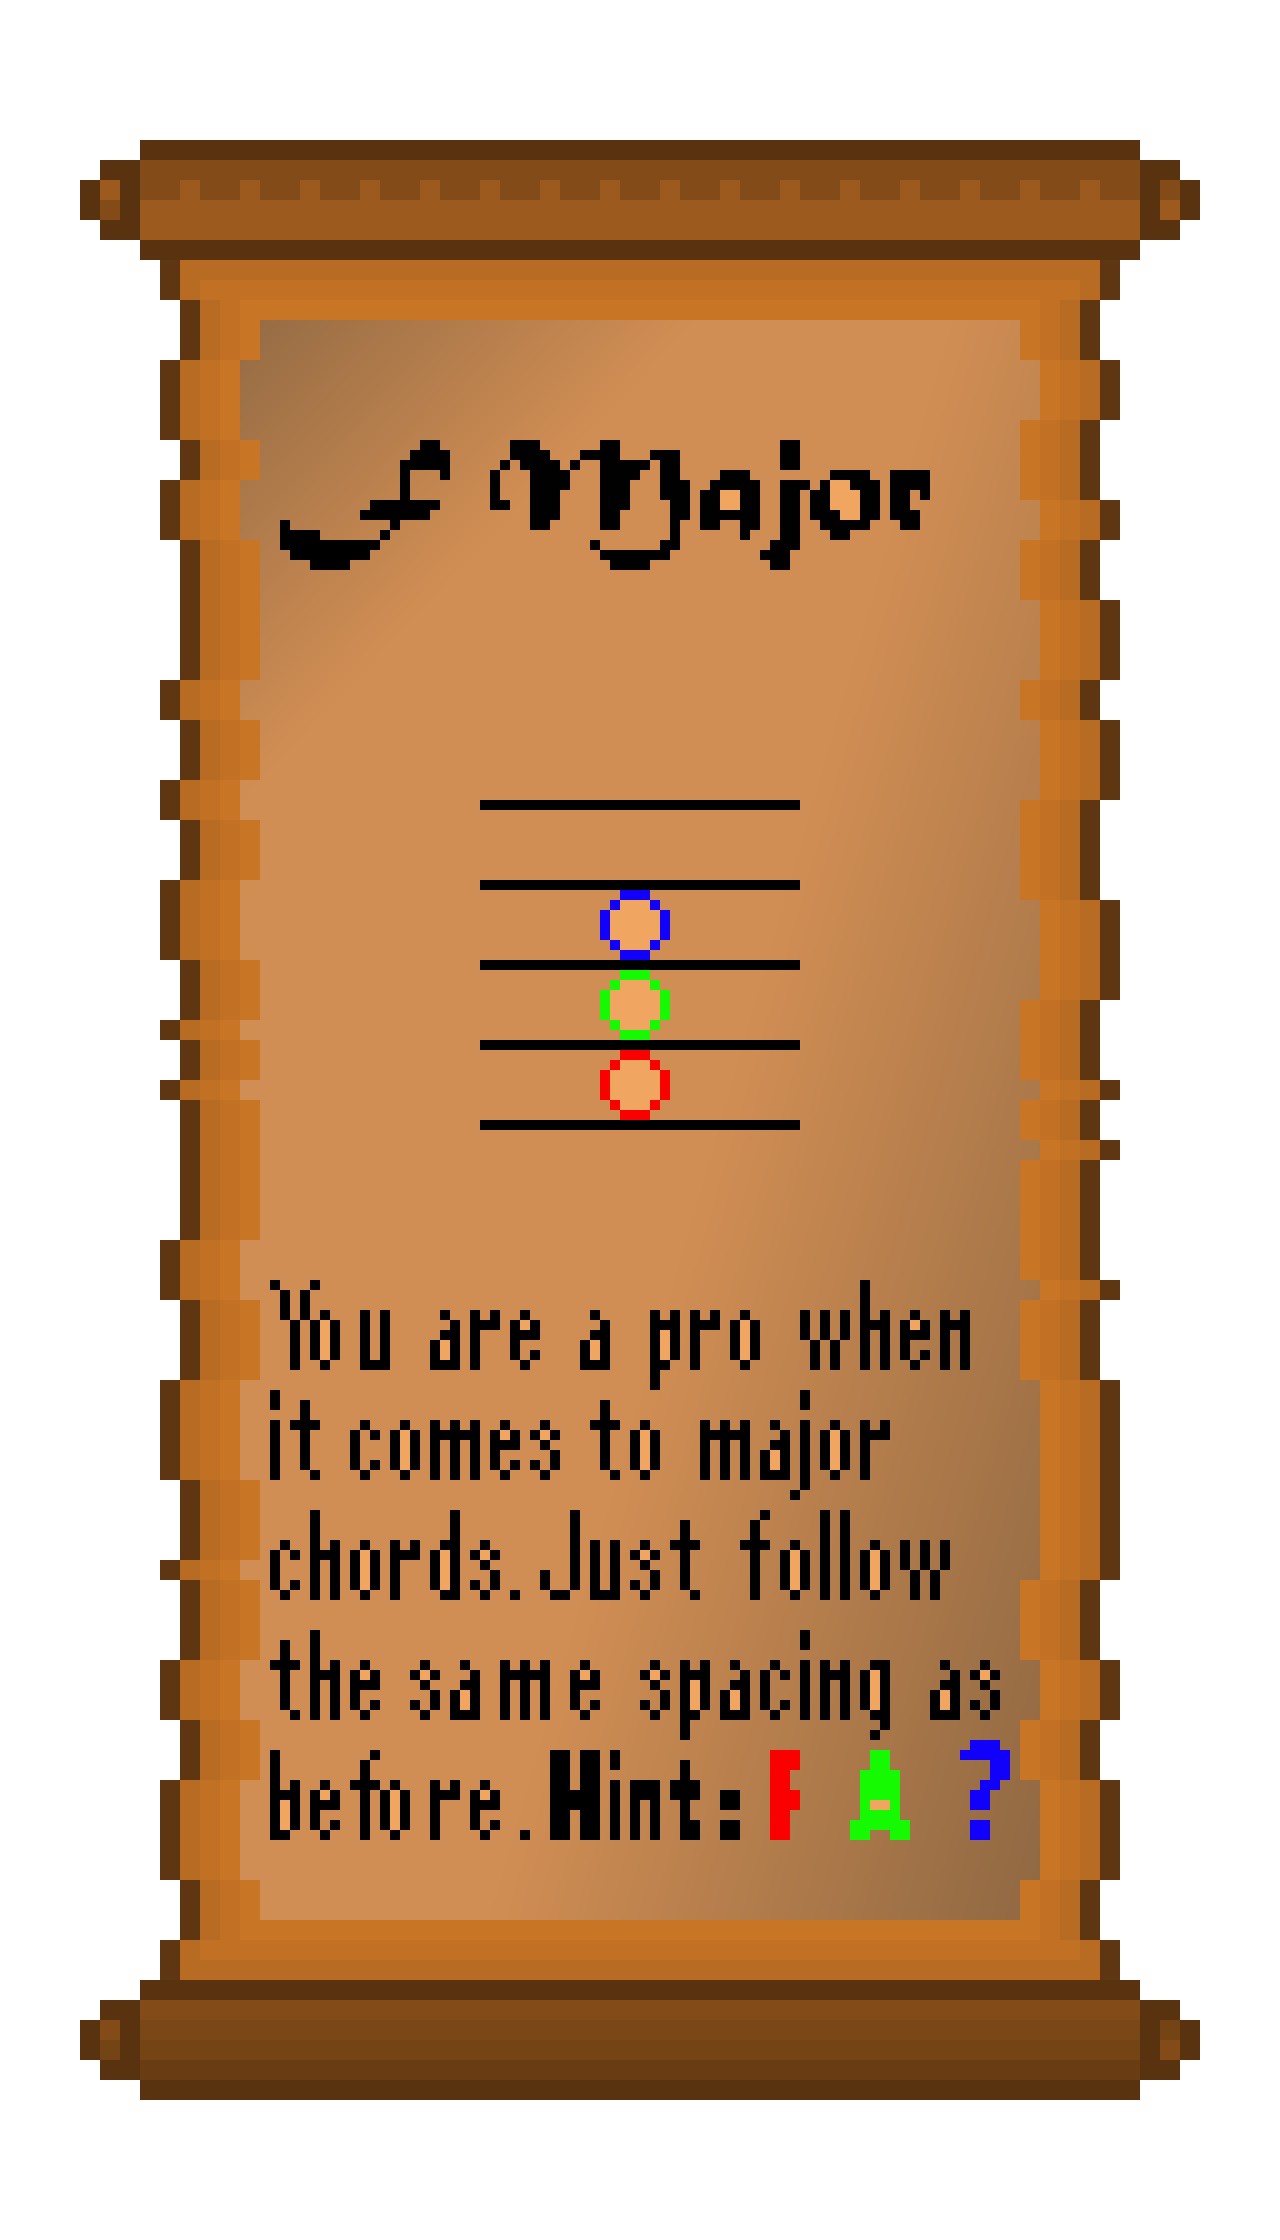 F Major
You are a pro when
it comes to major
chords. Just follow
the same spacing as
before. Hint: F A ?